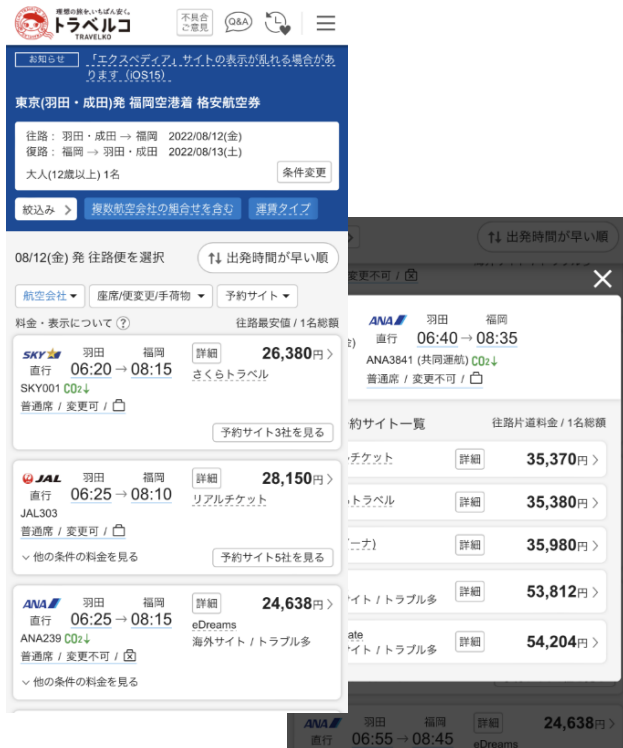 理想の旅を、いちばん安く。
トラベルコ
TRAVELKO
不具合
ご意見
Q&A
お知らせ
「エクスペディア」サイトの表示が乱れる場合があ
ります（iOS15）
東京(羽田・成田)発 福岡空港着 格安航空券
往路： 羽田・成田 → 福岡 2022/08/12(金)
復路： 福岡 → 羽田・成田 2022/08/13(土)
大人(12歳以上) 1名
条件変更
絞込み
複数航空会社の組合せを含む
運賃タイプ
08/12(金) 発 往路便を選択
↑↓ 出発時間が早い順
航空会社▼
座席/便変更/手荷物 ▼
予約サイト▼
料金・表示について ?
往路最安値 / 1名総額
SKY 羽田 福岡 詳細 26,380円
直行 06:20 → 08:15 さくらトラベル
SKY001 CO2↓
普通席 / 変更可 /
予約サイト3社を見る
JAL 羽田 福岡 詳細 28,150円
直行 06:25 → 08:10 リアルチケット
JAL303
普通席 / 変更可 /
他の条件の料金を見る
予約サイト5社を見る
ANA 羽田 福岡 詳細 24,638円
直行 06:25 → 08:15 eDreams
ANA239 CO2↓ 海外サイト / トラブル多
普通席 / 変更不可 /
他の条件の料金を見る
↑↓ 出発時間が早い順
変更不可 /
ANA 羽田 福岡
直行 06:40 → 08:35
ANA3841 (共同運航) CO2↓
普通席 / 変更不可 /
約サイト一覧
往路片道料金 / 1名総額
チケット 詳細 35,370円
トラベル 詳細 35,380円
ーナ) 詳細 35,980円
イト / トラブル多 詳細 53,812円
ate
イト / トラブル多 詳細 54,204円
ANA 羽田 福岡 詳細 24,638円
直行 06:55 → 08:45 eDreams